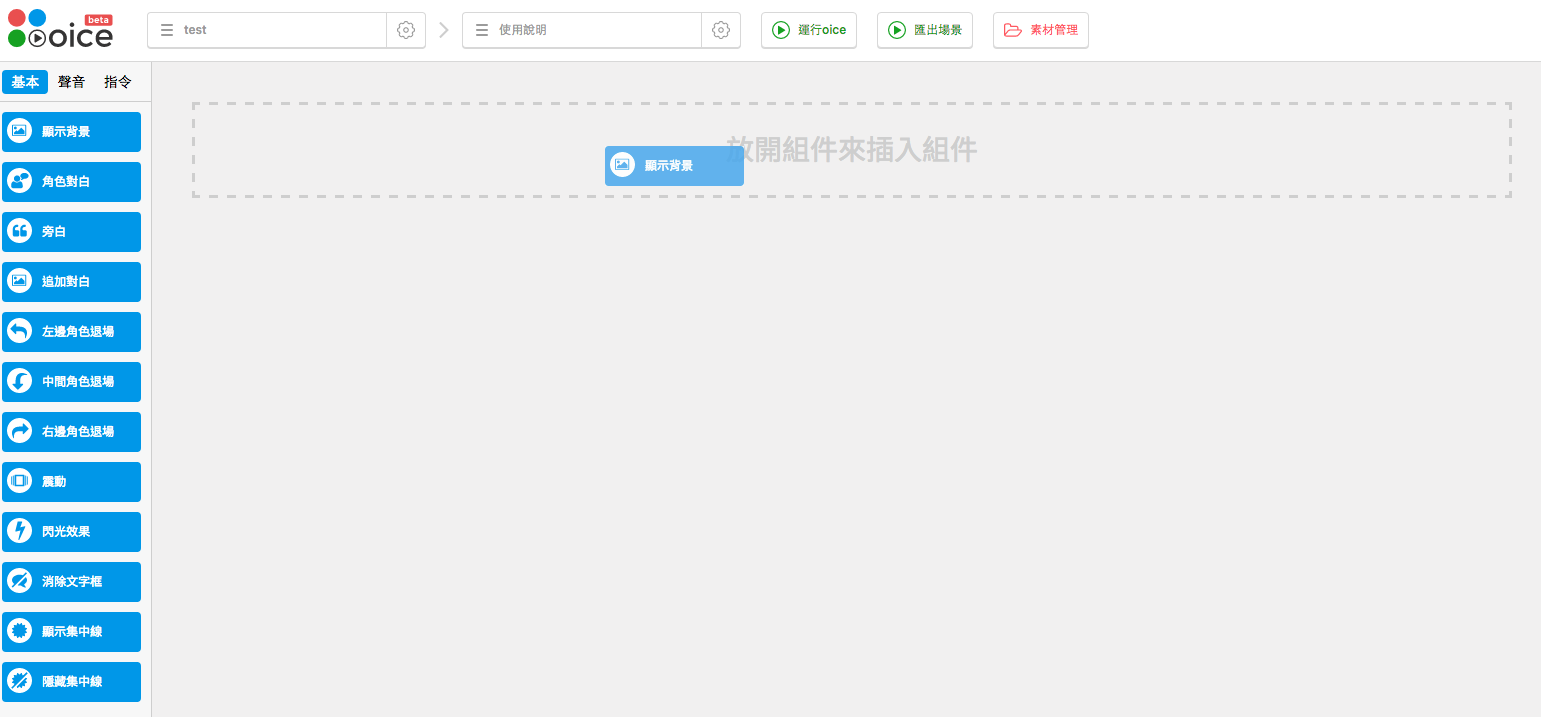 oice beta
test
使用說明
運行oice
匯出場景
素材管理
基本 聲音 指令
顯示背景
角色對白
旁白
追加對白
左邊角色退場
中間角色退場
右邊角色退場
震動
閃光效果
消除文字框
顯示集中線
隱藏集中線
放開組件來插入組件
顯示背景